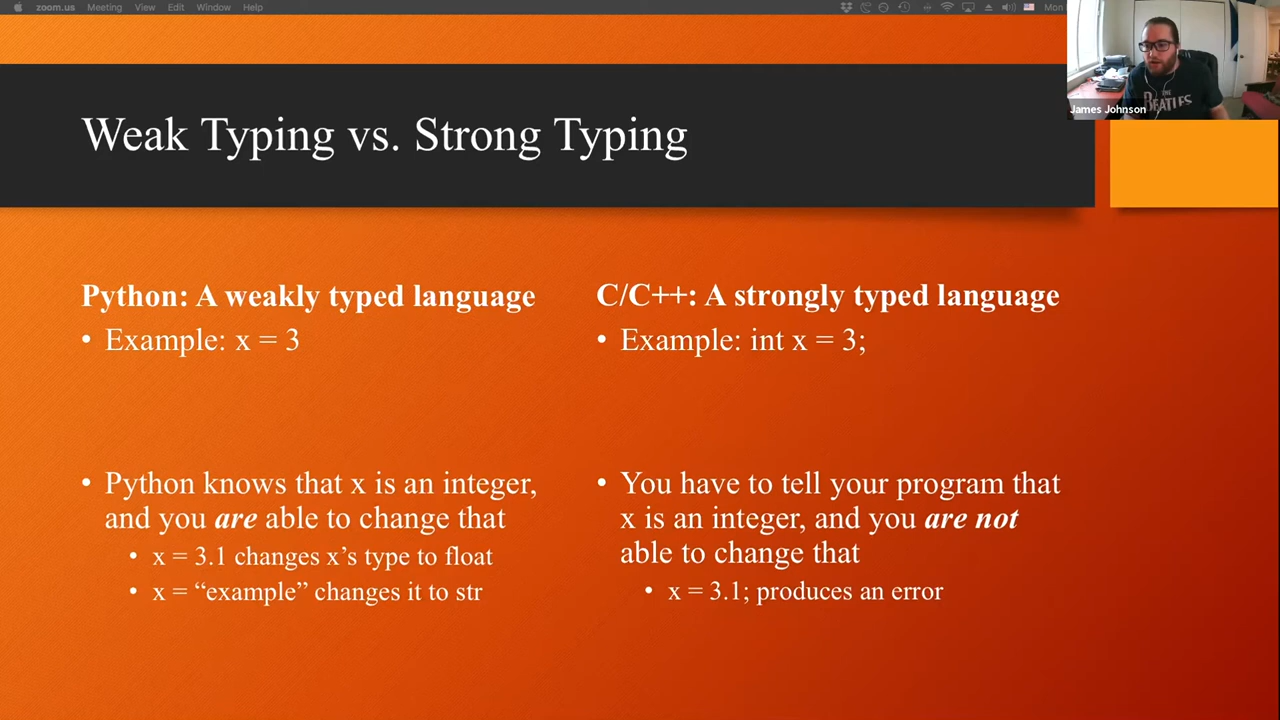 zoom.us Meeting View Edit Window Help Mon
James Johnson
THE
BEATLES
Weak Typing vs. Strong Typing
Python: A weakly typed language
• Example: x = 3
• Python knows that x is an integer,
and you are able to change that
• x = 3.1 changes x’s type to float
• x = “example” changes it to str
C/C++: A strongly typed language
• Example: int x = 3;
• You have to tell your program that
x is an integer, and you are not
able to change that
• x = 3.1; produces an error